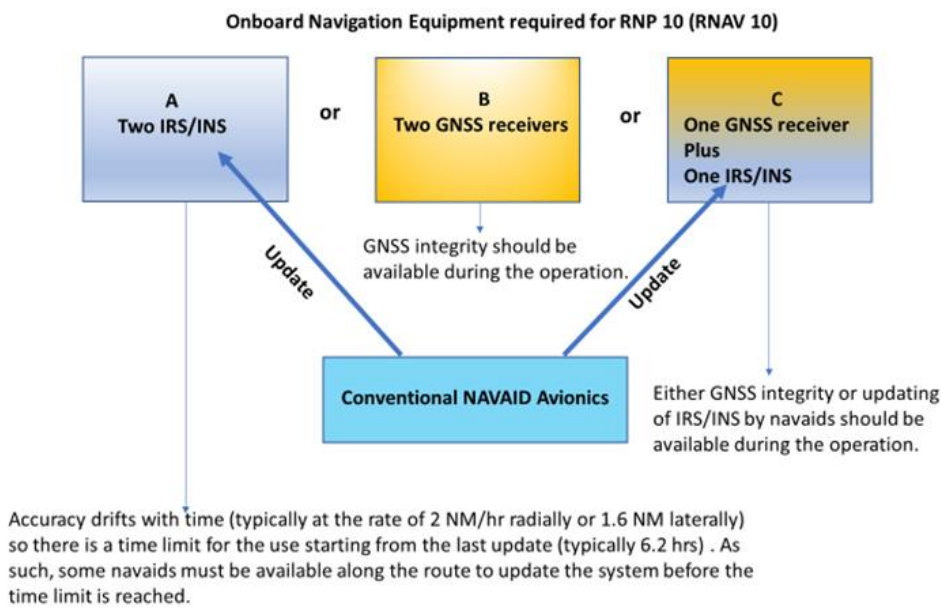 Onboard Navigation Equipment required for RNP 10 (RNAV 10)
A
Two IRS/INS
or
B
Two GNSS receivers
or
C
One GNSS receiver
Plus
One IRS/INS
Update
GNSS integrity should be
available during the operation.
Update
Conventional NAVAID Avionics
Either GNSS integrity or updating
of IRS/INS by navaids should be
available during the operation.
Accuracy drifts with time (typically at the rate of 2 NM/hr radially or 1.6 NM laterally)
so there is a time limit for the use starting from the last update (typically 6.2 hrs) . As
such, some navaids must be available along the route to update the system before the
time limit is reached.